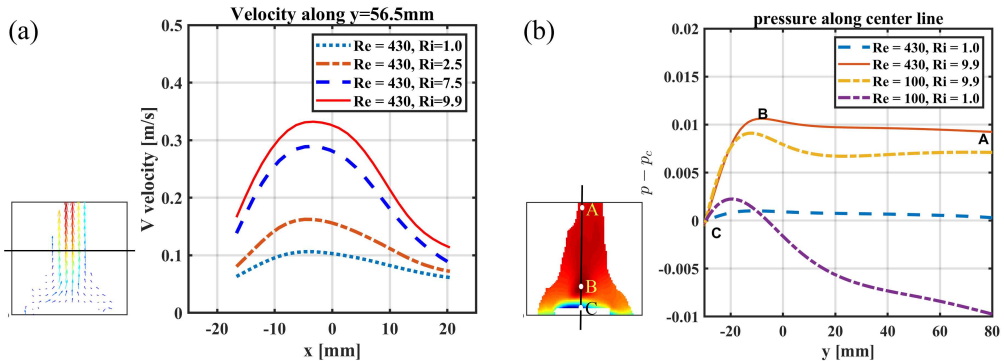 (a)
Velocity along y=56.5mm
Re = 430, Ri=1.0
Re = 430, Ri=2.5
Re = 430, Ri=7.5
Re = 430, Ri=9.9
V velocity [m/s]
0.5
0.4
0.3
0.2
0.1
0
-20
-10
0
10
20
x [mm]
(b)
pressure along center line
Re = 430, Ri = 1.0
Re = 430, Ri = 9.9
Re = 100, Ri = 9.9
Re = 100, Ri = 1.0
p − p_c
0.02
0.015
0.01
0.005
0
-0.005
-0.01
B
A
C
-20
0
20
40
60
80
y [mm]
A
B
C